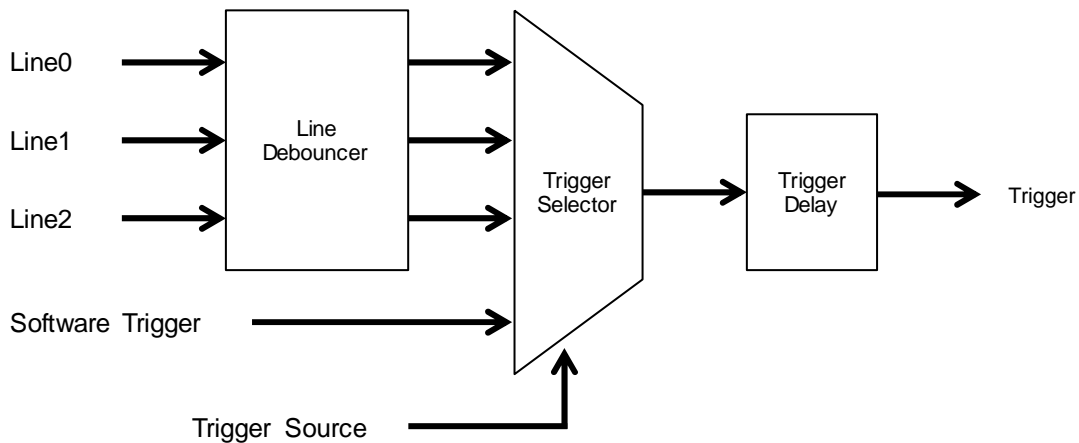 Line0
Line1
Line2
Line
Debouncer
Trigger
Selector
Trigger
Delay
Trigger
Software Trigger
Trigger Source